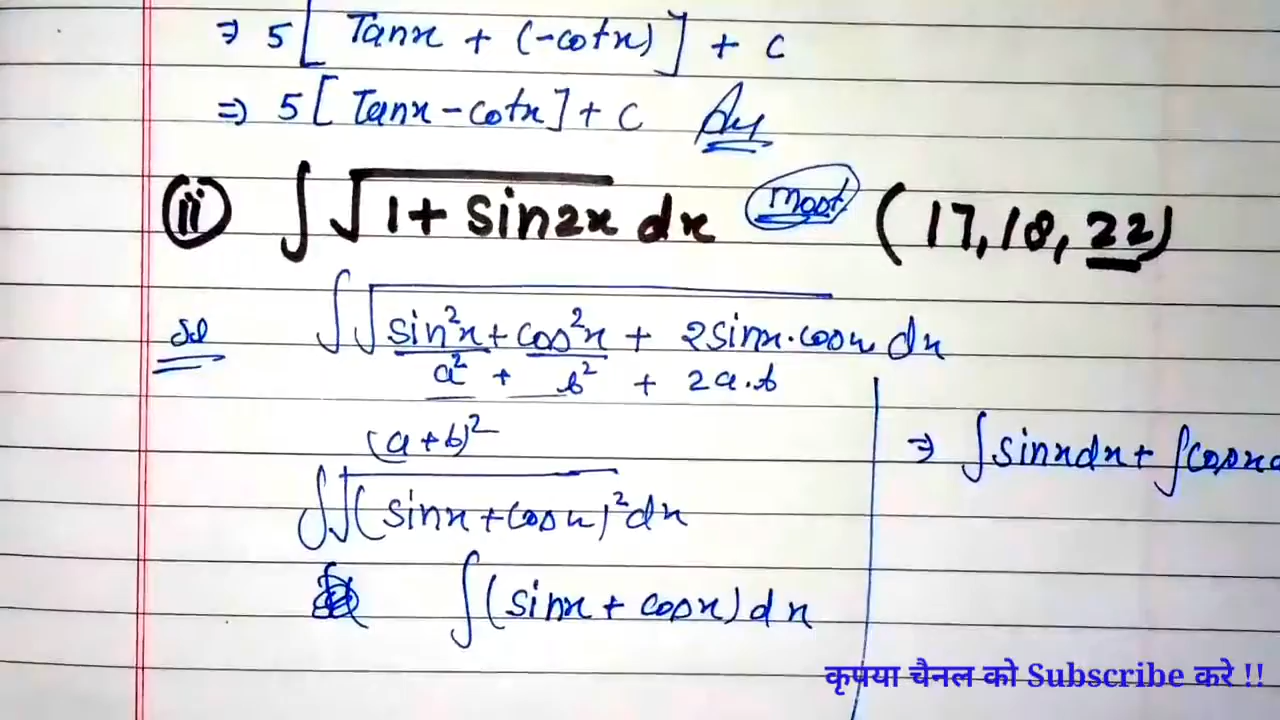 ⇒ 5[ Tanx + (-cotx) ] + c
⇒ 5[ Tanx - cotx ] + c Ans
(ii) ∫√1 + sin2x dx most (17, 18, 22)
Sol ∫√sin²x + cos²x + 2sinx.cosx dx
a² + b² + 2a.b
(a+b)²
∫√(sinx + cosx)² dx
∫(sinx + cosx) dx
⇒ ∫sinxdx + ∫cosxd
कृपया चैनल को Subscribe करे !!